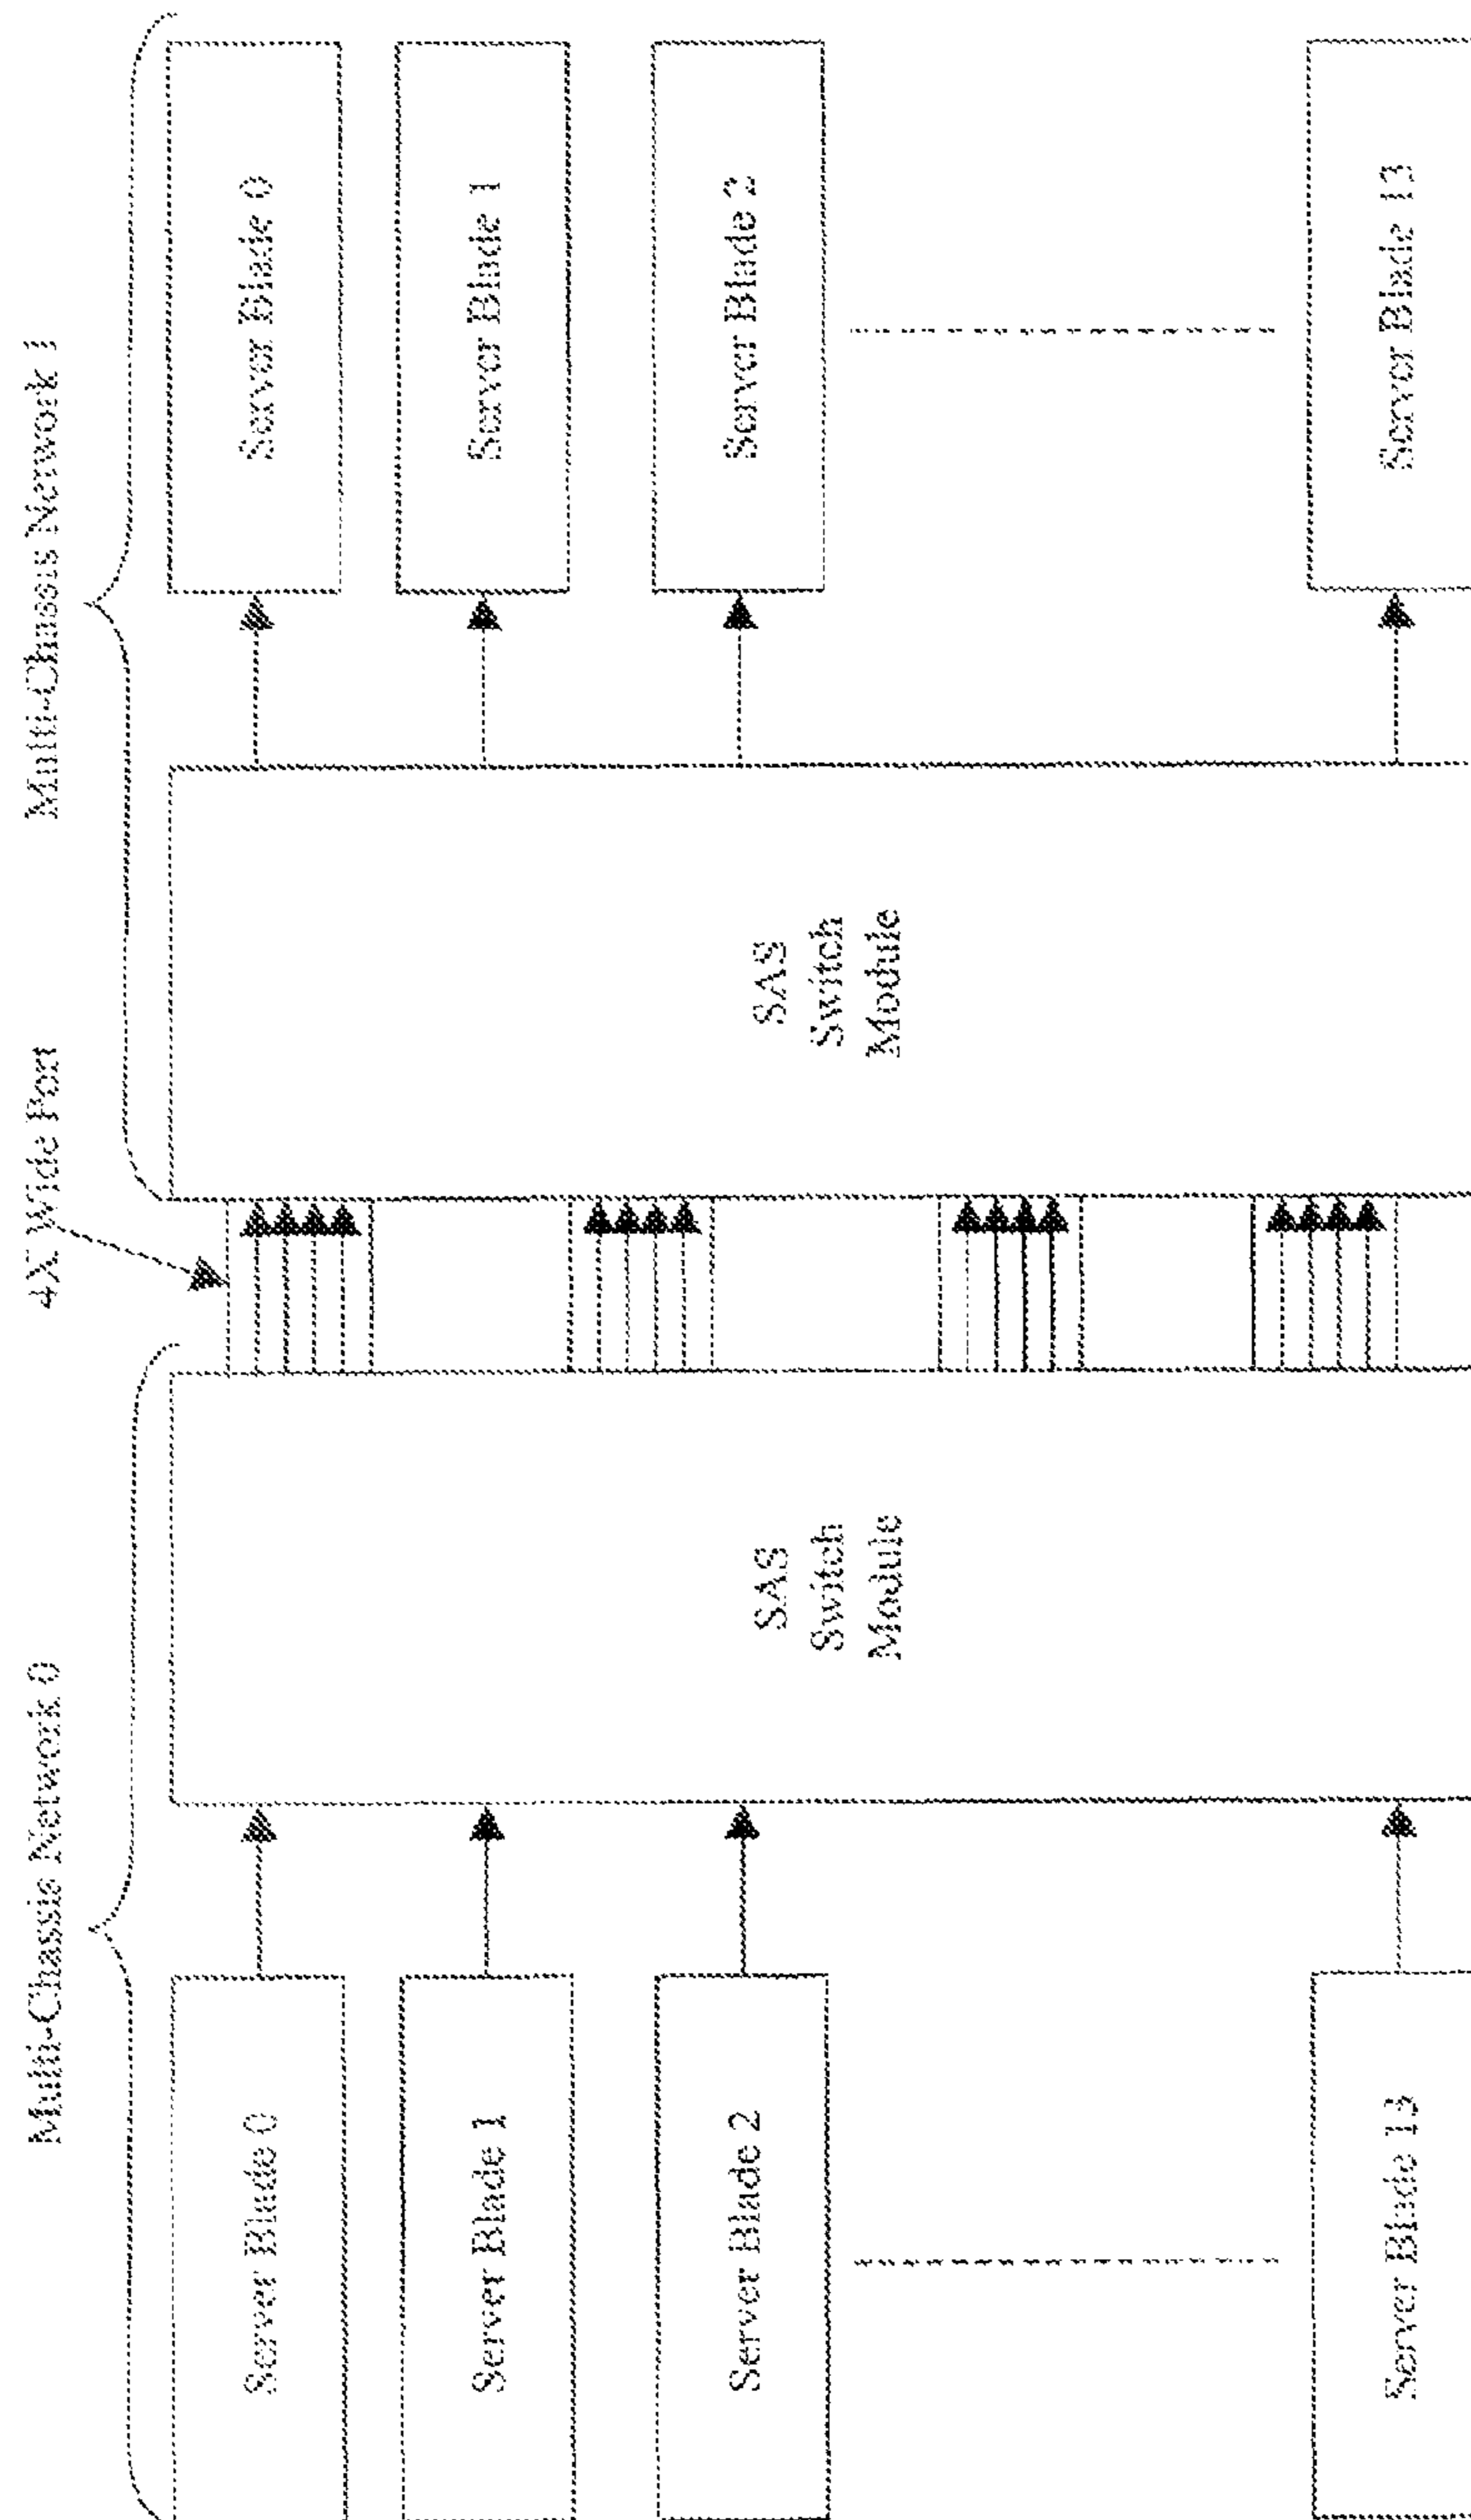 Multi-Chassis Network 0
4X Wide Port
Multi-Chassis Network 1
Server Blade 0
SAS
Switch
Module
SAS
Switch
Module
Server Blade 0
Server Blade 1
Server Blade 1
Server Blade 2
Server Blade 2
Server Blade 13
Server Blade 13